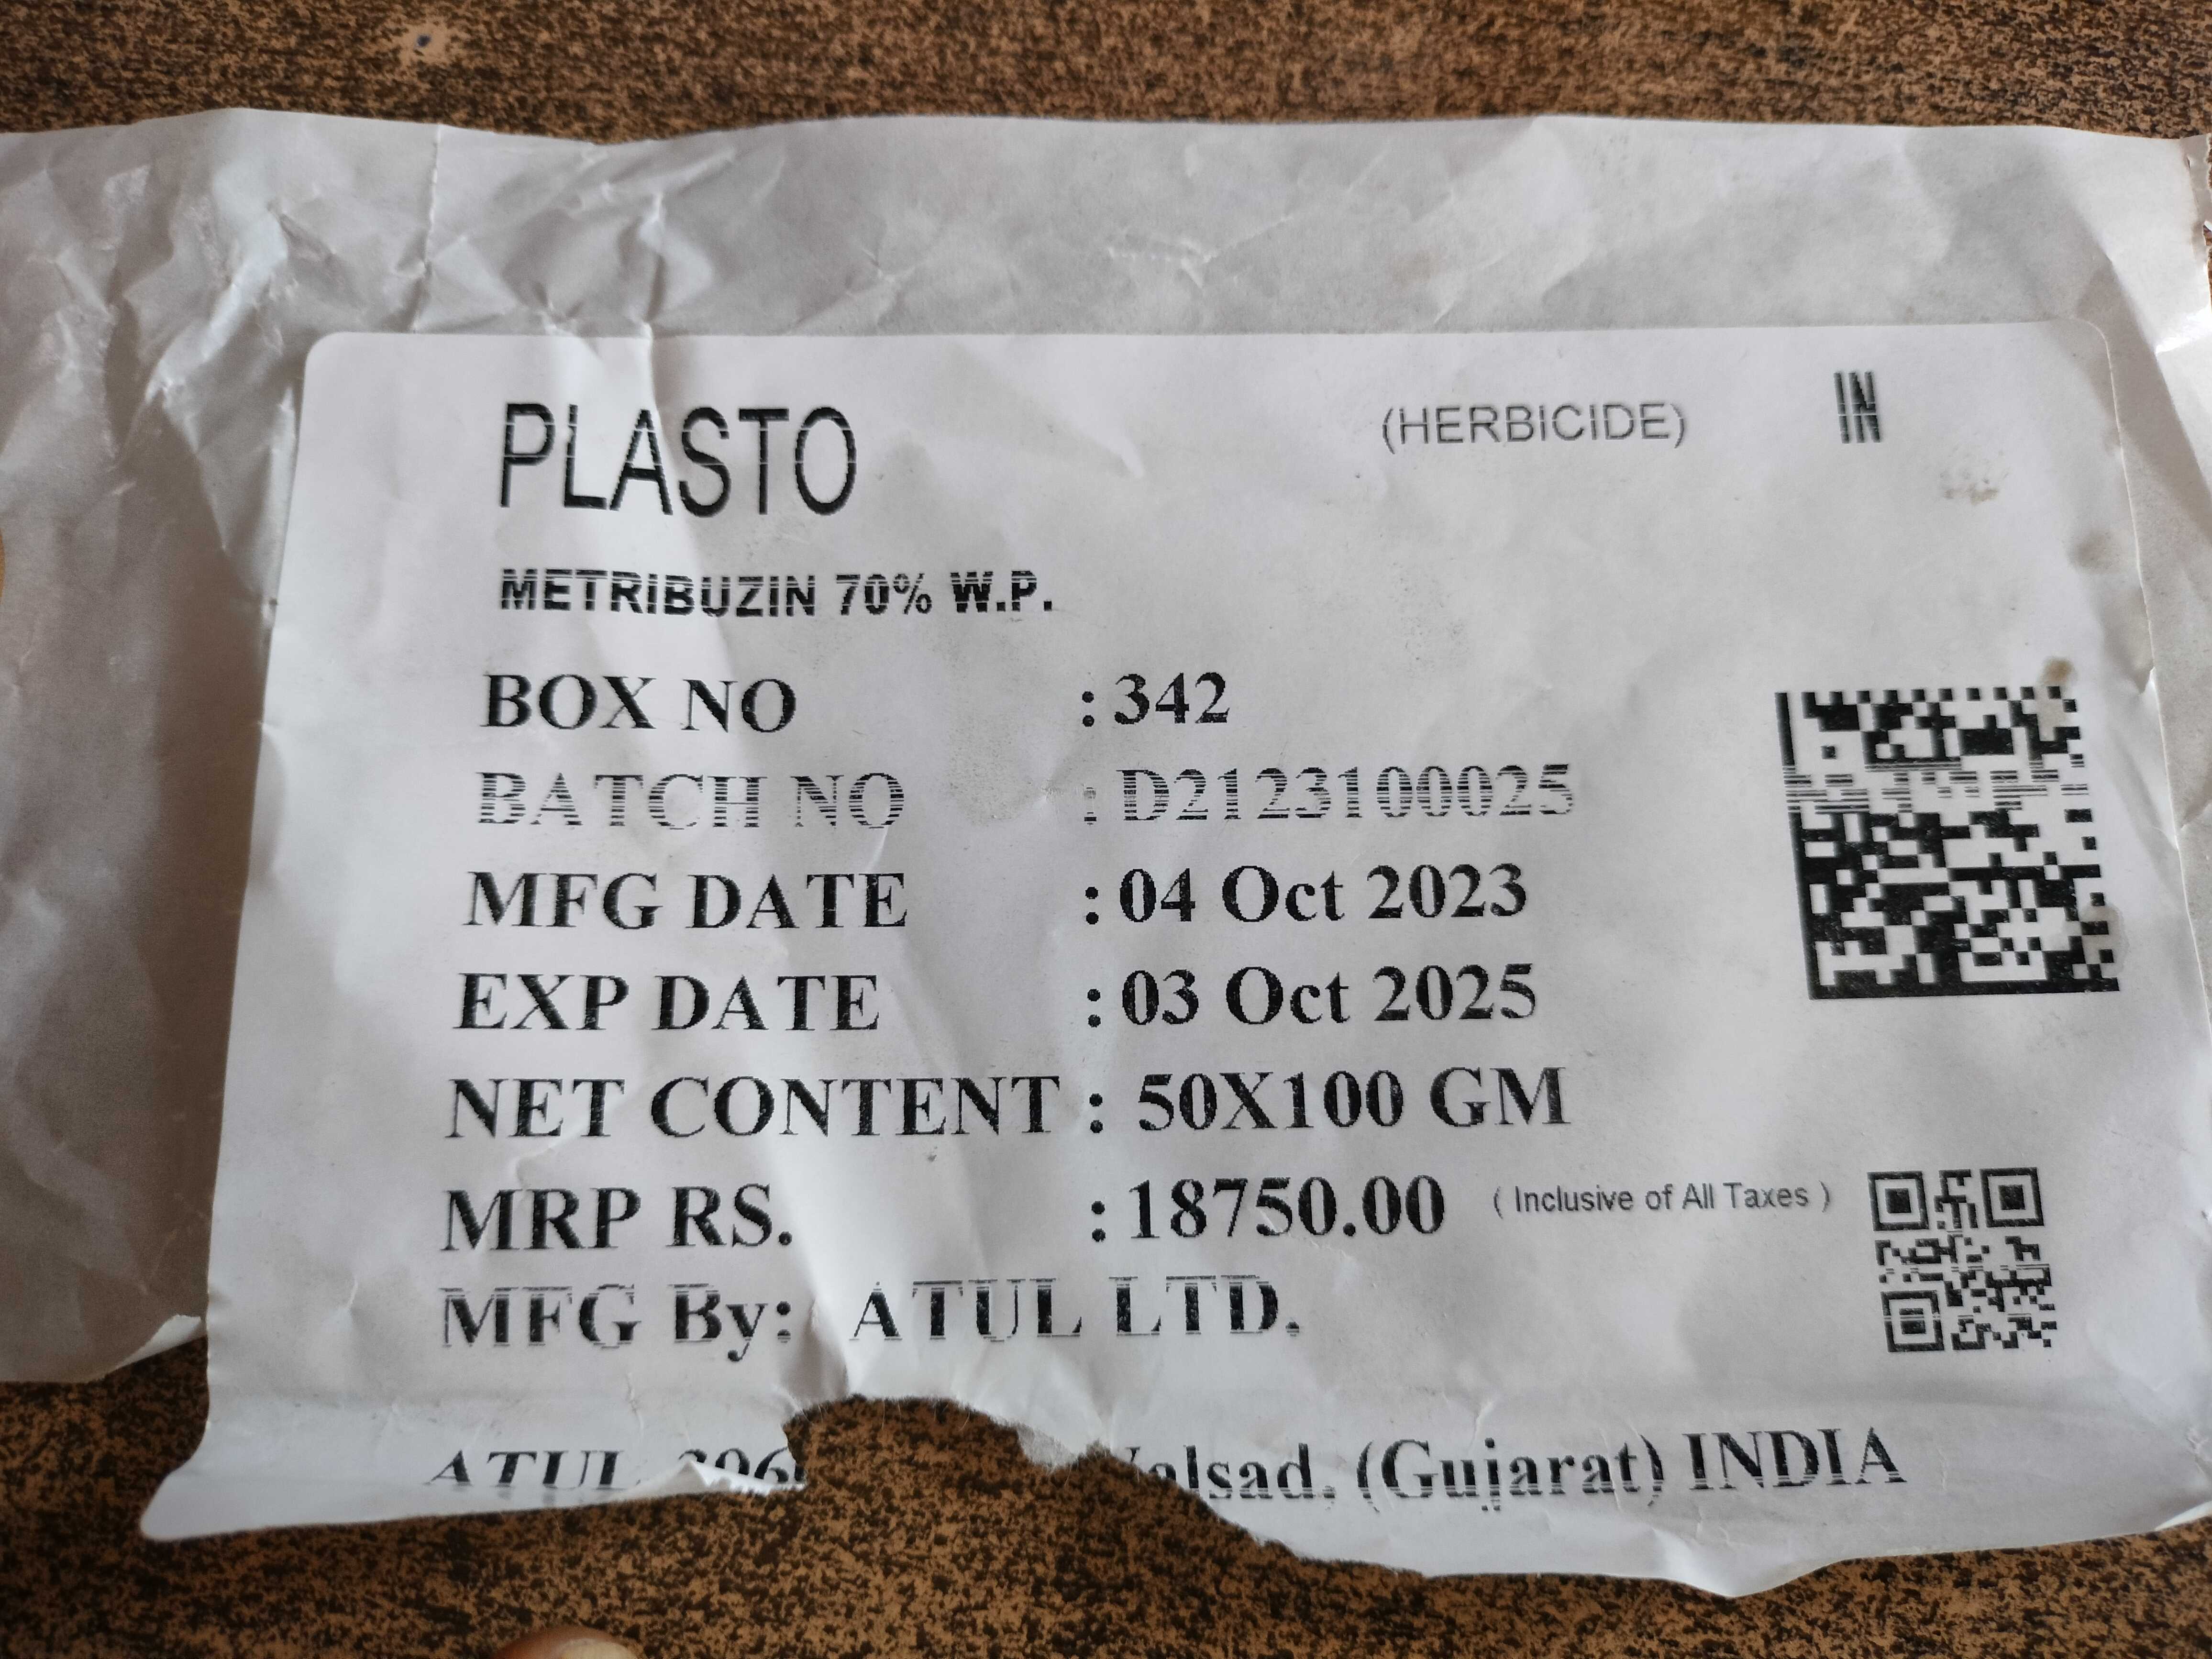 PLASTO (HERBICIDE) IN
METRIBUZIN 70% W.P.
BOX NO : 342
BATCH NO : D2123100025
MFG DATE : 04 Oct 2023
EXP DATE : 03 Oct 2025
NET CONTENT : 50X100 GM
MRP RS. : 18750.00 ( Inclusive of All Taxes )
MFG By: ATUL LTD.
ATUL Valsad, (Gujarat) INDIA